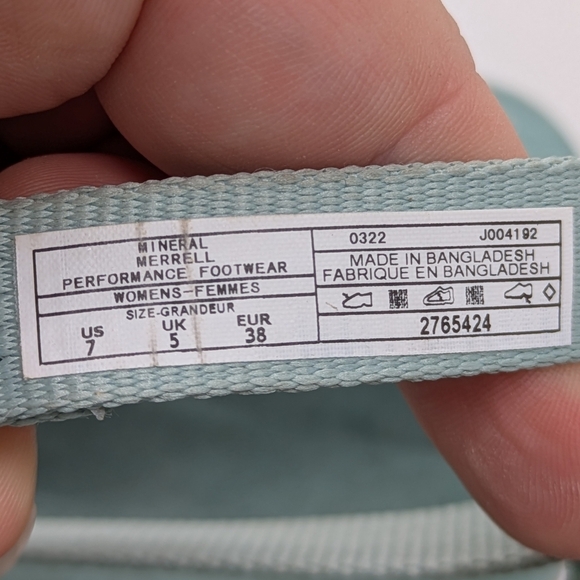 MINERAL
MERRELL
PERFORMANCE FOOTWEAR
WOMENS-FEMMES
SIZE-GRANDEUR
US UK EUR
7 5 38
0322 J004192
MADE IN BANGLADESH
FABRIQUE EN BANGLADESH
2765424